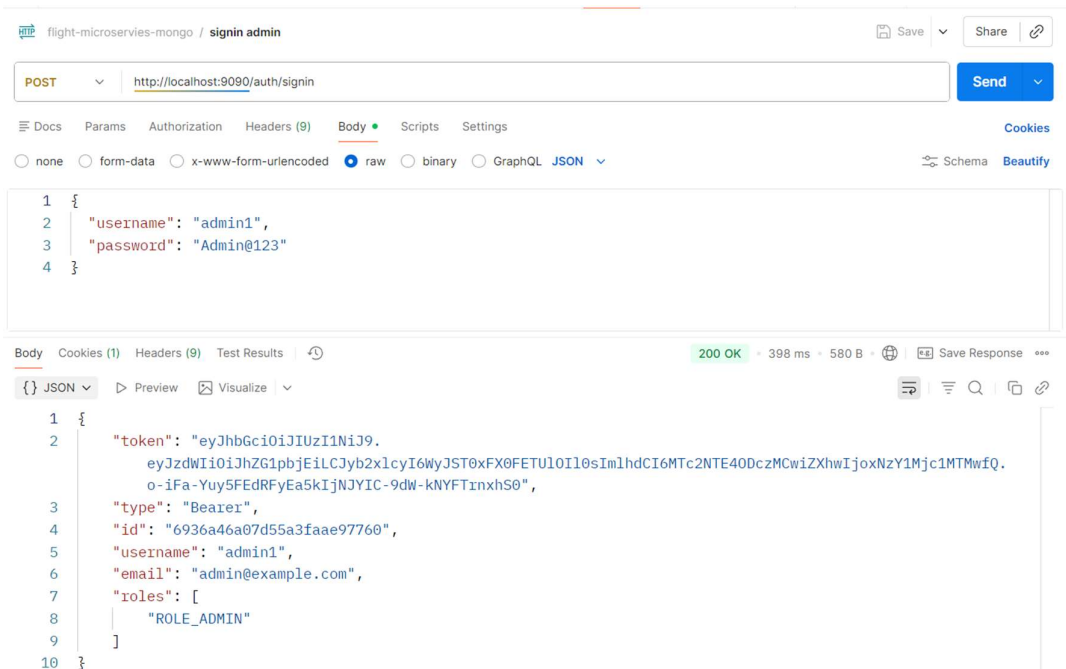 HTTP flight-microservies-mongo / signin admin Save Share
POST http://localhost:9090/auth/signin Send
Docs Params Authorization Headers (9) Body Scripts Settings Cookies
none form-data x-www-form-urlencoded raw binary GraphQL JSON Schema Beautify
1 {
2 "username": "admin1",
3 "password": "Admin@123"
4 }
Body Cookies (1) Headers (9) Test Results 200 OK • 398 ms • 580 B • e.g. Save Response
{} JSON Preview Visualize
1 {
2 "token": "eyJhbGciOiJIUzI1NiJ9.
eyJzdWIiOiJhZG1pbjEiLCJyb2xlcyI6WyJST0xFX0FETUlOIl0sImlhdCI6MTc2NTE4ODczMCwiZXhwIjoxNzY1Mjc1MTMwfQ.
o-iFa-Yuy5FEdRFyEa5kIjNJYIC-9dW-kNYFTrnxhS0",
3 "type": "Bearer",
4 "id": "6936a46a07d55a3faae97760",
5 "username": "admin1",
6 "email": "admin@example.com",
7 "roles": [
8 "ROLE_ADMIN"
9 ]
10 }